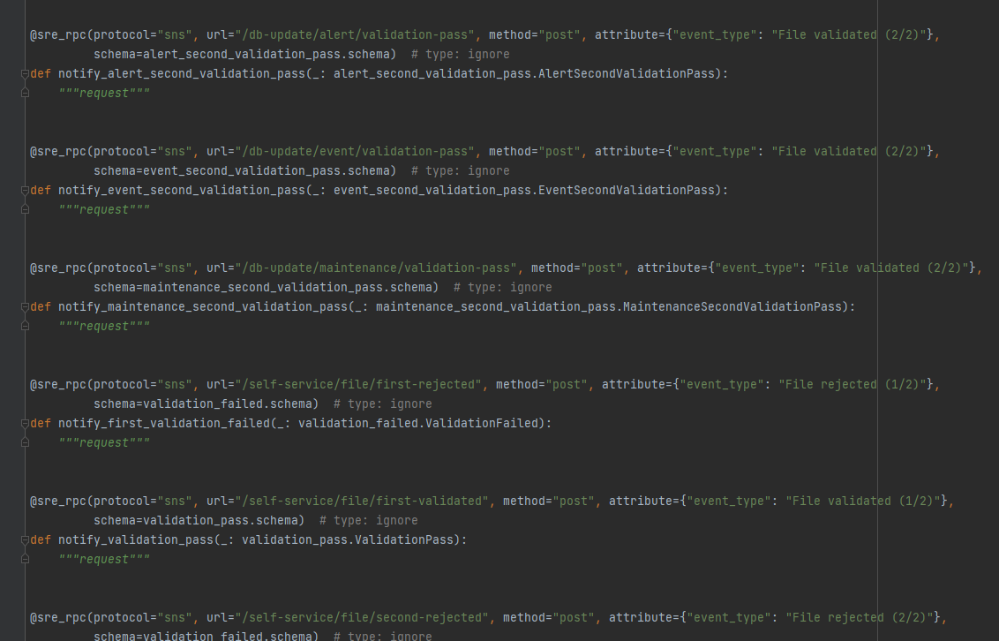 @sre_rpc(protocol="sns", url="/db-update/alert/validation-pass", method="post", attribute={"event_type": "File validated (2/2)"},
schema=alert_second_validation_pass.schema)  # type: ignore
def notify_alert_second_validation_pass(_: alert_second_validation_pass.AlertSecondValidationPass):
"""request"""
@sre_rpc(protocol="sns", url="/db-update/event/validation-pass", method="post", attribute={"event_type": "File validated (2/2)"},
schema=event_second_validation_pass.schema)  # type: ignore
def notify_event_second_validation_pass(_: event_second_validation_pass.EventSecondValidationPass):
"""request"""
@sre_rpc(protocol="sns", url="/db-update/maintenance/validation-pass", method="post", attribute={"event_type": "File validated (2/2)"},
schema=maintenance_second_validation_pass.schema)  # type: ignore
def notify_maintenance_second_validation_pass(_: maintenance_second_validation_pass.MaintenanceSecondValidationPass):
"""request"""
@sre_rpc(protocol="sns", url="/self-service/file/first-rejected", method="post", attribute={"event_type": "File rejected (1/2)"},
schema=validation_failed.schema)  # type: ignore
def notify_first_validation_failed(_: validation_failed.ValidationFailed):
"""request"""
@sre_rpc(protocol="sns", url="/self-service/file/first-validated", method="post", attribute={"event_type": "File validated (1/2)"},
schema=validation_pass.schema)  # type: ignore
def notify_validation_pass(_: validation_pass.ValidationPass):
"""request"""
@sre_rpc(protocol="sns", url="/self-service/file/second-rejected", method="post", attribute={"event_type": "File rejected (2/2)"},
schema=validation_failed.schema)  # type: ignore